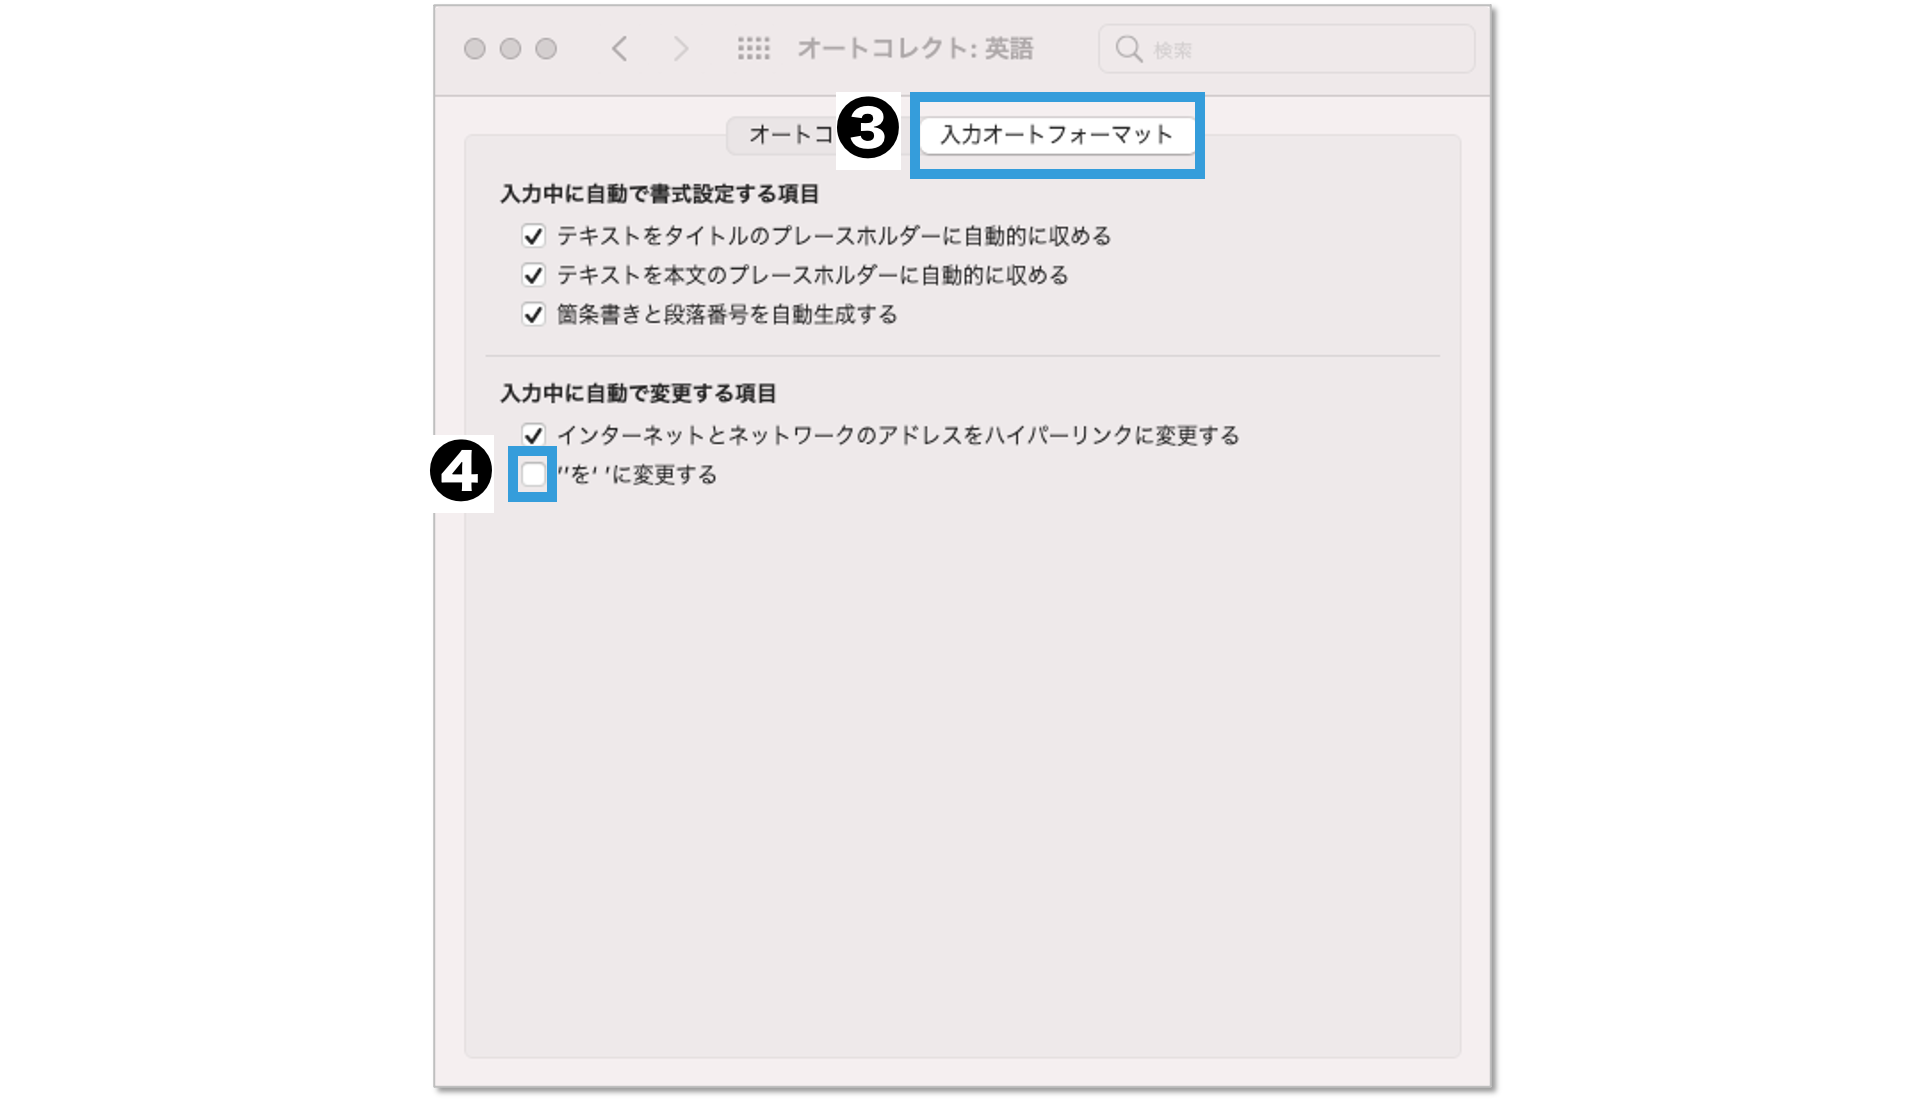 オートコレクト: 英語
検索
❸
オートコ
入力オートフォーマット
入力中に自動で書式設定する項目
テキストをタイトルのプレースホルダーに自動的に収める
テキストを本文のプレースホルダーに自動的に収める
箇条書きと段落番号を自動生成する
入力中に自動で変更する項目
インターネットとネットワークのアドレスをハイパーリンクに変更する
❹
''を‘ ’に変更する